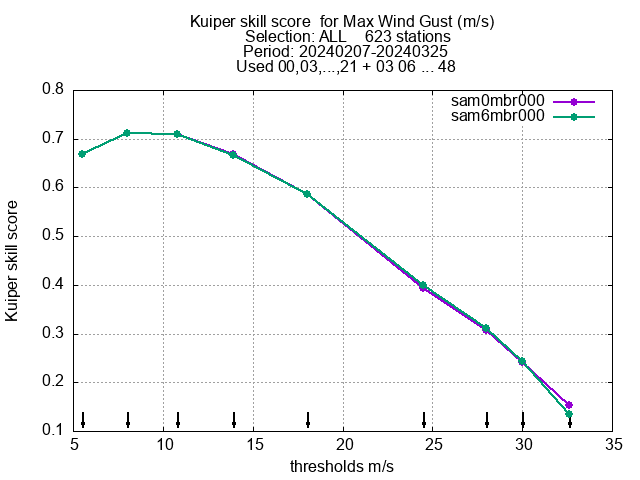 Kuiper skill score  for Max Wind Gust (m/s)
Selection: ALL    623 stations
Period: 20240207-20240325
Used 00,03,...,21 + 03 06 ... 48
sam0mbr000
sam6mbr000
0.8
0.7
0.6
0.5
0.4
0.3
0.2
0.1
Kuiper skill score
5 10 15 20 25 30 35
thresholds m/s